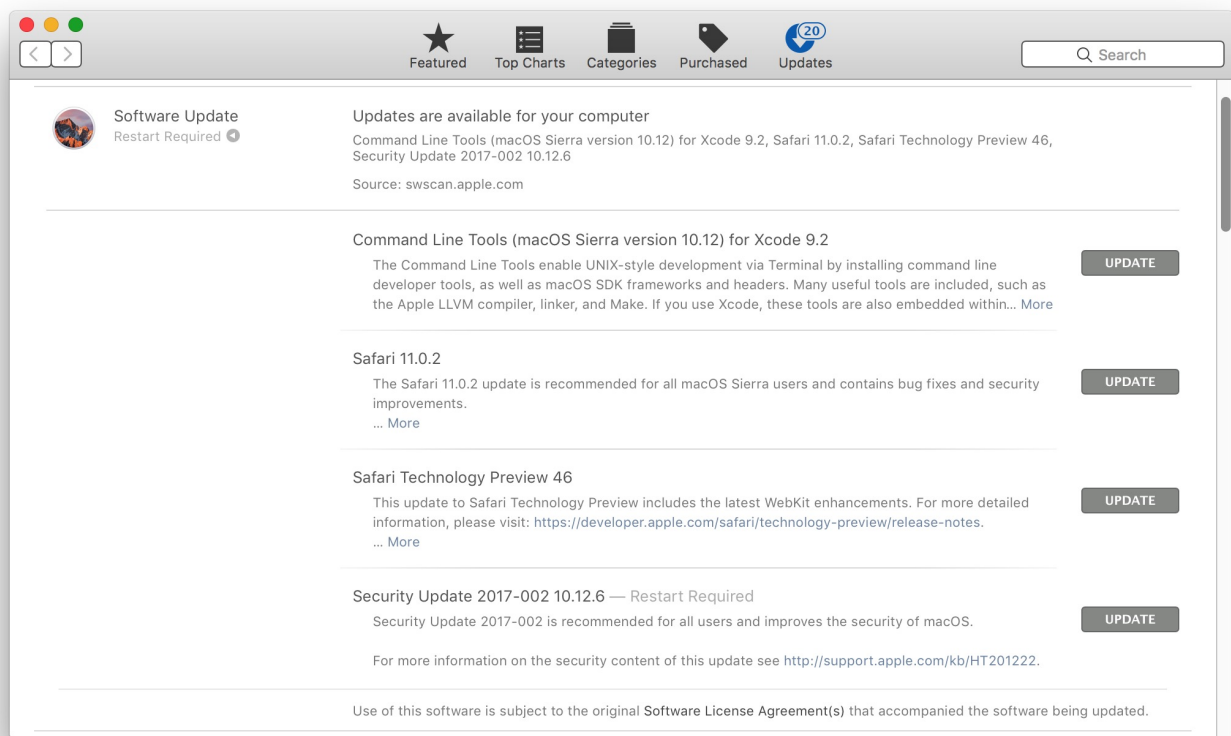 20
Featured
Top Charts
Categories
Purchased
Updates
Search
Software Update
Restart Required
Updates are available for your computer
Command Line Tools (macOS Sierra version 10.12) for Xcode 9.2, Safari 11.0.2, Safari Technology Preview 46,
Security Update 2017-002 10.12.6
Source: swscan.apple.com
Command Line Tools (macOS Sierra version 10.12) for Xcode 9.2
UPDATE
The Command Line Tools enable UNIX-style development via Terminal by installing command line
developer tools, as well as macOS SDK frameworks and headers. Many useful tools are included, such as
the Apple LLVM compiler, linker, and Make. If you use Xcode, these tools are also embedded within... More
Safari 11.0.2
UPDATE
The Safari 11.0.2 update is recommended for all macOS Sierra users and contains bug fixes and security
improvements.
... More
Safari Technology Preview 46
UPDATE
This update to Safari Technology Preview includes the latest WebKit enhancements. For more detailed
information, please visit: https://developer.apple.com/safari/technology-preview/release-notes.
... More
Security Update 2017-002 10.12.6 — Restart Required
UPDATE
Security Update 2017-002 is recommended for all users and improves the security of macOS.
For more information on the security content of this update see http://support.apple.com/kb/HT201222.
Use of this software is subject to the original Software License Agreement(s) that accompanied the software being updated.